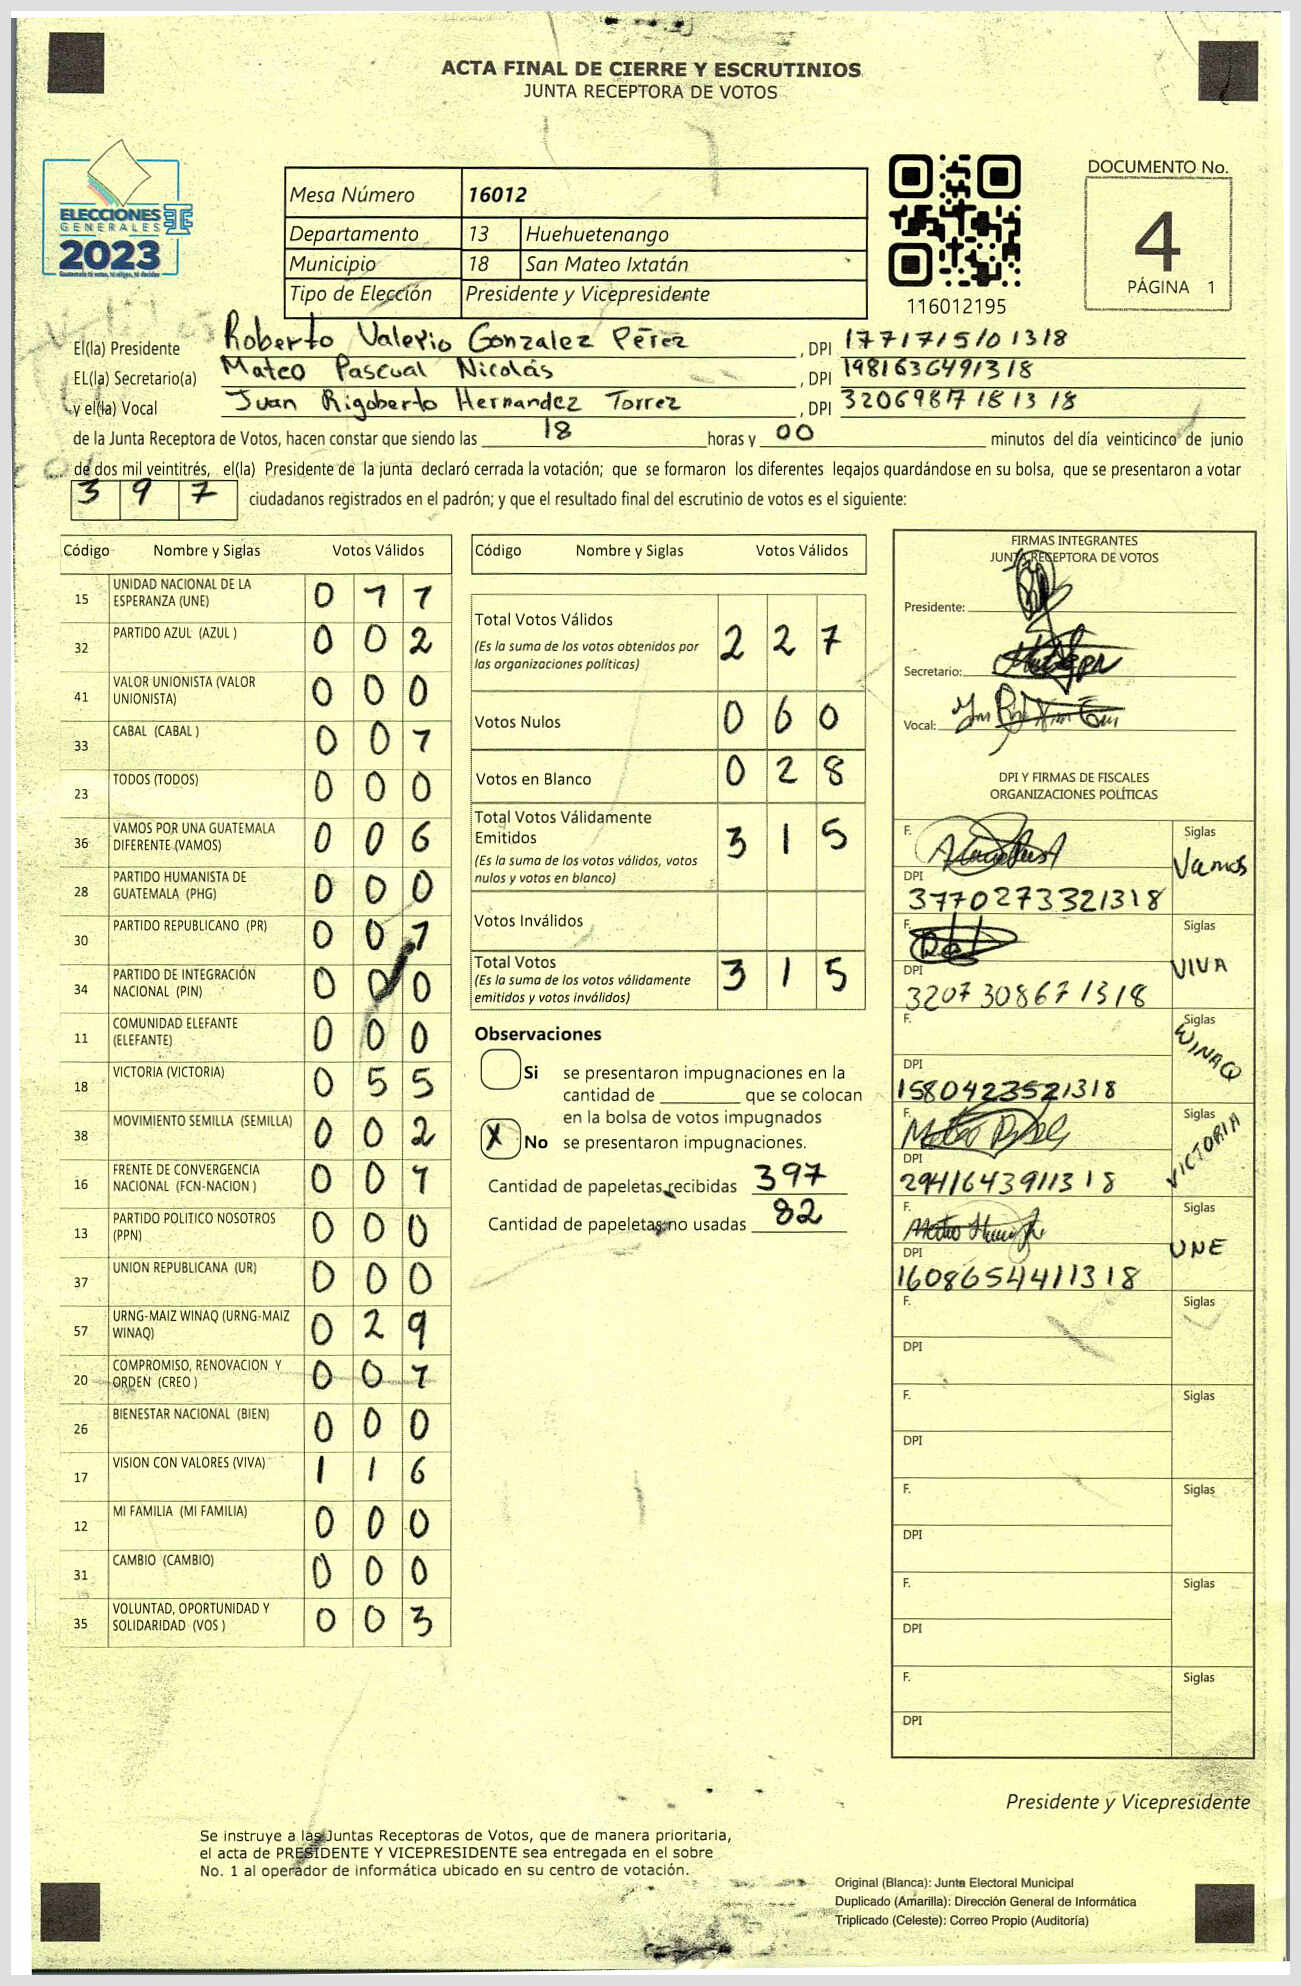 ACTA FINAL DE CIERRE Y ESCRUTINIOS
JUNTA RECEPTORA DE VOTOS
ELECCIONES
GENERALES
2023
Guatemala tú votas, tú eliges, tú decides
Mesa Número 16012
Departamento 13 Huehuetenango
Municipio 18 San Mateo Ixtatán
Tipo de Elección Presidente y Vicepresidente
116012195
DOCUMENTO No.
4
PÁGINA 1
El(la) Presidente Roberto Valerio Gonzalez Pérez, DPI 1771715101318
EL(la) Secretario(a) Mateo Pascual Nicolás, DPI 1981636491318
y el(la) Vocal Juan Rigoberto Hernandez Torrez, DPI 3206987181318
de la Junta Receptora de Votos, hacen constar que siendo las 18 horas y 00 minutos del día veinticinco de junio
de dos mil veintitrés, el(la) Presidente de la junta declaró cerrada la votación; que se formaron los diferentes legajos guardándose en su bolsa, que se presentaron a votar
3 9 7 ciudadanos registrados en el padrón; y que el resultado final del escrutinio de votos es el siguiente:
Código Nombre y Siglas Votos Válidos
15 UNIDAD NACIONAL DE LA ESPERANZA (UNE) 0 1 1
32 PARTIDO AZUL (AZUL ) 0 0 2
41 VALOR UNIONISTA (VALOR UNIONISTA) 0 0 0
33 CABAL (CABAL ) 0 0 1
23 TODOS (TODOS) 0 0 0
36 VAMOS POR UNA GUATEMALA DIFERENTE (VAMOS) 0 0 6
28 PARTIDO HUMANISTA DE GUATEMALA (PHG) 0 0 0
30 PARTIDO REPUBLICANO (PR) 0 0 1
34 PARTIDO DE INTEGRACIÓN NACIONAL (PIN) 0 0 0
11 COMUNIDAD ELEFANTE (ELEFANTE) 0 0 0
18 VICTORIA (VICTORIA) 0 5 5
38 MOVIMIENTO SEMILLA (SEMILLA) 0 0 2
16 FRENTE DE CONVERGENCIA NACIONAL (FCN-NACION ) 0 0 1
13 PARTIDO POLITICO NOSOTROS (PPN) 0 0 0
37 UNION REPUBLICANA (UR) 0 0 0
57 URNG-MAIZ WINAQ (URNG-MAIZ WINAQ) 0 2 9
20 COMPROMISO, RENOVACION Y ORDEN (CREO ) 0 0 1
26 BIENESTAR NACIONAL (BIEN) 0 0 0
17 VISION CON VALORES (VIVA) 1 1 6
12 MI FAMILIA (MI FAMILIA) 0 0 0
31 CAMBIO (CAMBIO) 0 0 0
35 VOLUNTAD, OPORTUNIDAD Y SOLIDARIDAD (VOS ) 0 0 3
Código Nombre y Siglas Votos Válidos
Total Votos Válidos 2 2 7
(Es la suma de los votos obtenidos por
las organizaciones políticas)
Votos Nulos 0 6 0
Votos en Blanco 0 2 8
Total Votos Válidamente
Emitidos 3 1 5
(Es la suma de los votos válidos, votos
nulos y votos en blanco)
Votos Inválidos
Total Votos 3 1 5
(Es la suma de los votos válidamente
emitidos y votos inválidos)
Observaciones
Si se presentaron impugnaciones en la
cantidad de ________ que se colocan
en la bolsa de votos impugnados
X No se presentaron impugnaciones.
Cantidad de papeletas recibidas 397
Cantidad de papeletas no usadas 82
FIRMAS INTEGRANTES
JUNTA RECEPTORA DE VOTOS
Presidente:
Secretario:
Vocal:
DPI Y FIRMAS DE FISCALES
ORGANIZACIONES POLÍTICAS
F. Siglas Vamos
DPI 3770273321318
F. Siglas VIVA
DPI 3207308671318
F. Siglas WINAQ
DPI 1580423521318
F. Siglas VICTORIA
DPI 2941643911318
F. Siglas UNE
DPI 1608654411318
F. Siglas
DPI
F. Siglas
DPI
F. Siglas
DPI
F. Siglas
DPI
F. Siglas
DPI
Presidente y Vicepresidente
Se instruye a las Juntas Receptoras de Votos, que de manera prioritaria,
el acta de PRESIDENTE Y VICEPRESIDENTE sea entregada en el sobre
No. 1 al operador de informática ubicado en su centro de votación.
Original (Blanca): Junta Electoral Municipal
Duplicado (Amarilla): Dirección General de Informática
Triplicado (Celeste): Correo Propio (Auditoría)